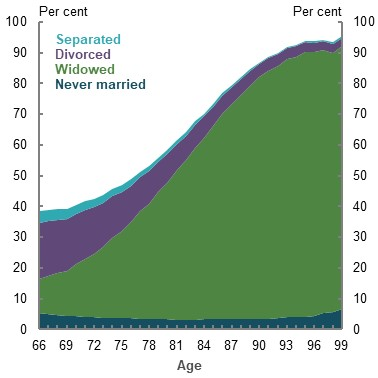 Per cent Per cent
100 100
90 90
80 80
70 70
60 60
50 50
40 40
30 30
20 20
10 10
0 0
Separated
Divorced
Widowed
Never married
66 69 72 75 78 81 84 87 90 93 96 99
Age